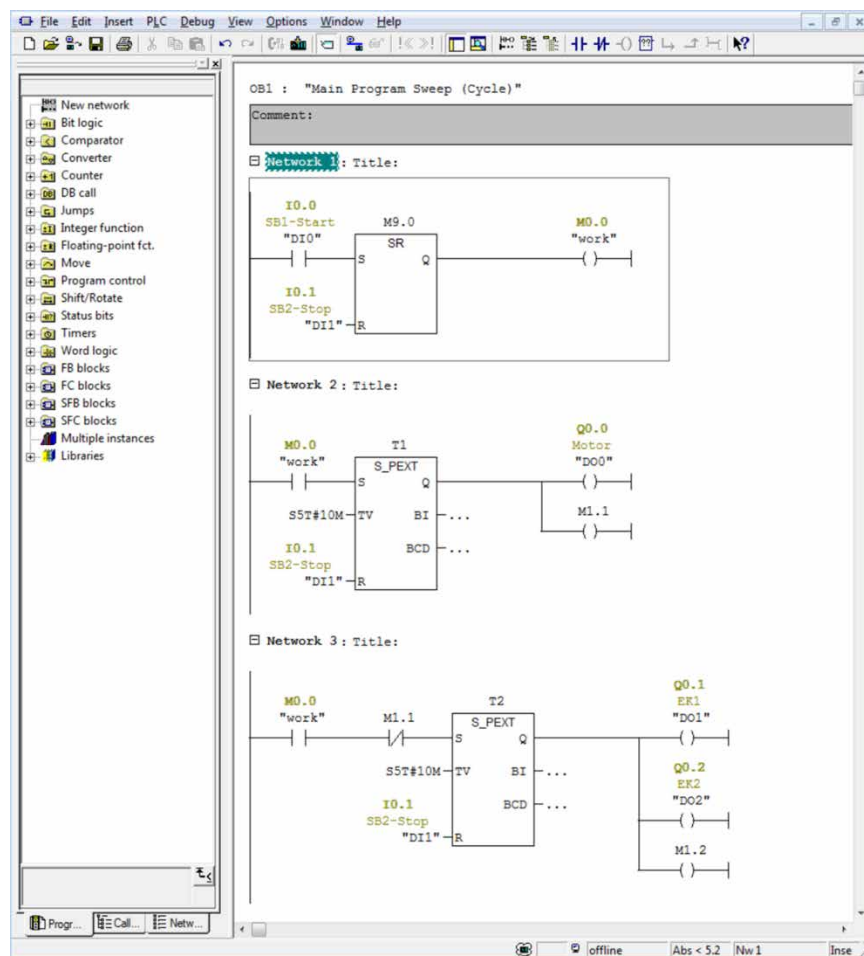 File Edit Insert PLC Debug View Options Window Help
New network
Bit logic
Comparator
Converter
Counter
DB call
Jumps
Integer function
Floating-point fct.
Move
Program control
Shift/Rotate
Status bits
Timers
Word logic
FB blocks
FC blocks
SFB blocks
SFC blocks
Multiple instances
Libraries
Progr... Call... Netw...
OB1 : "Main Program Sweep (Cycle)"
Comment:
Network 1: Title:
I0.0
SB1-Start M9.0 M0.0
"DI0" SR "work"
S Q
I0.1
SB2-Stop
"DI1" R
Network 2: Title:
Q0.0
M0.0 T1 Motor
"work" S_PEXT "DO0"
S Q
S5T#10M TV BI ... M1.1
I0.1 BCD ...
SB2-Stop
"DI1" R
Network 3: Title:
Q0.1
M0.0 T2 EK1
"work" M1.1 S_PEXT "DO1"
S Q
S5T#10M TV BI ... Q0.2
EK2
I0.1 BCD ... "DO2"
SB2-Stop
"DI1" R
M1.2
offline Abs < 5.2 Nw 1 Inse